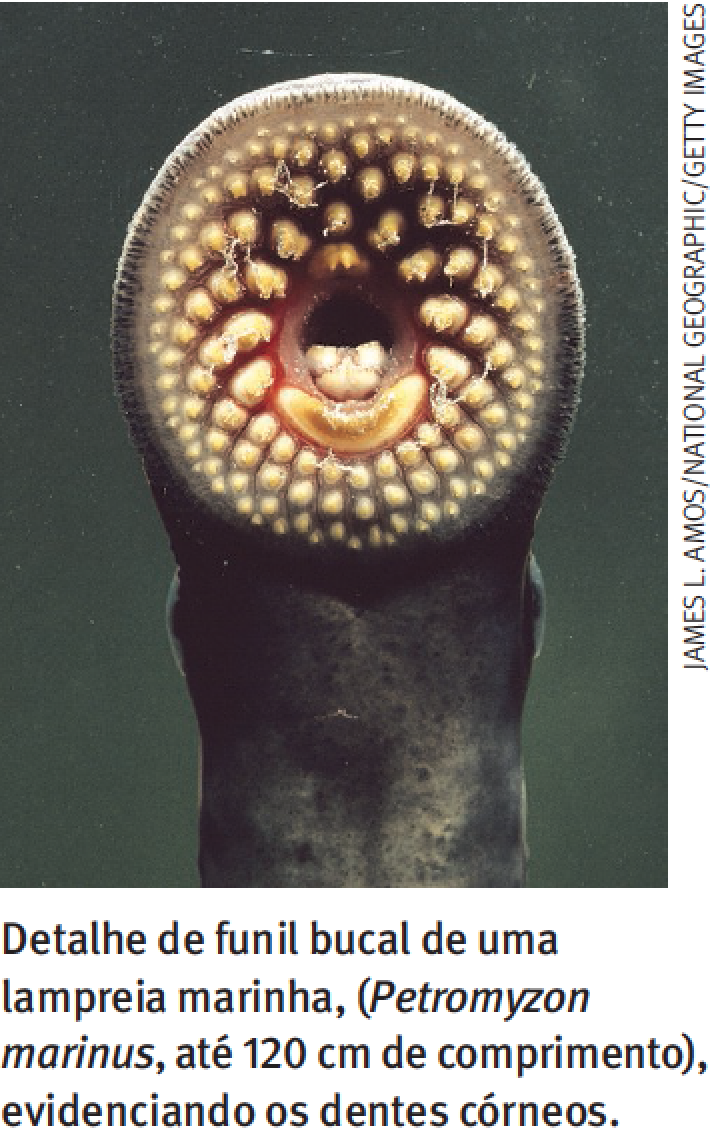 JAMES L. AMOS/NATIONAL GEOGRAPHIC/GETTY IMAGES
Detalhe de funil bucal de uma
lampreia marinha, (Petromyzon
marinus, até 120 cm de comprimento),
evidenciando os dentes córneos.